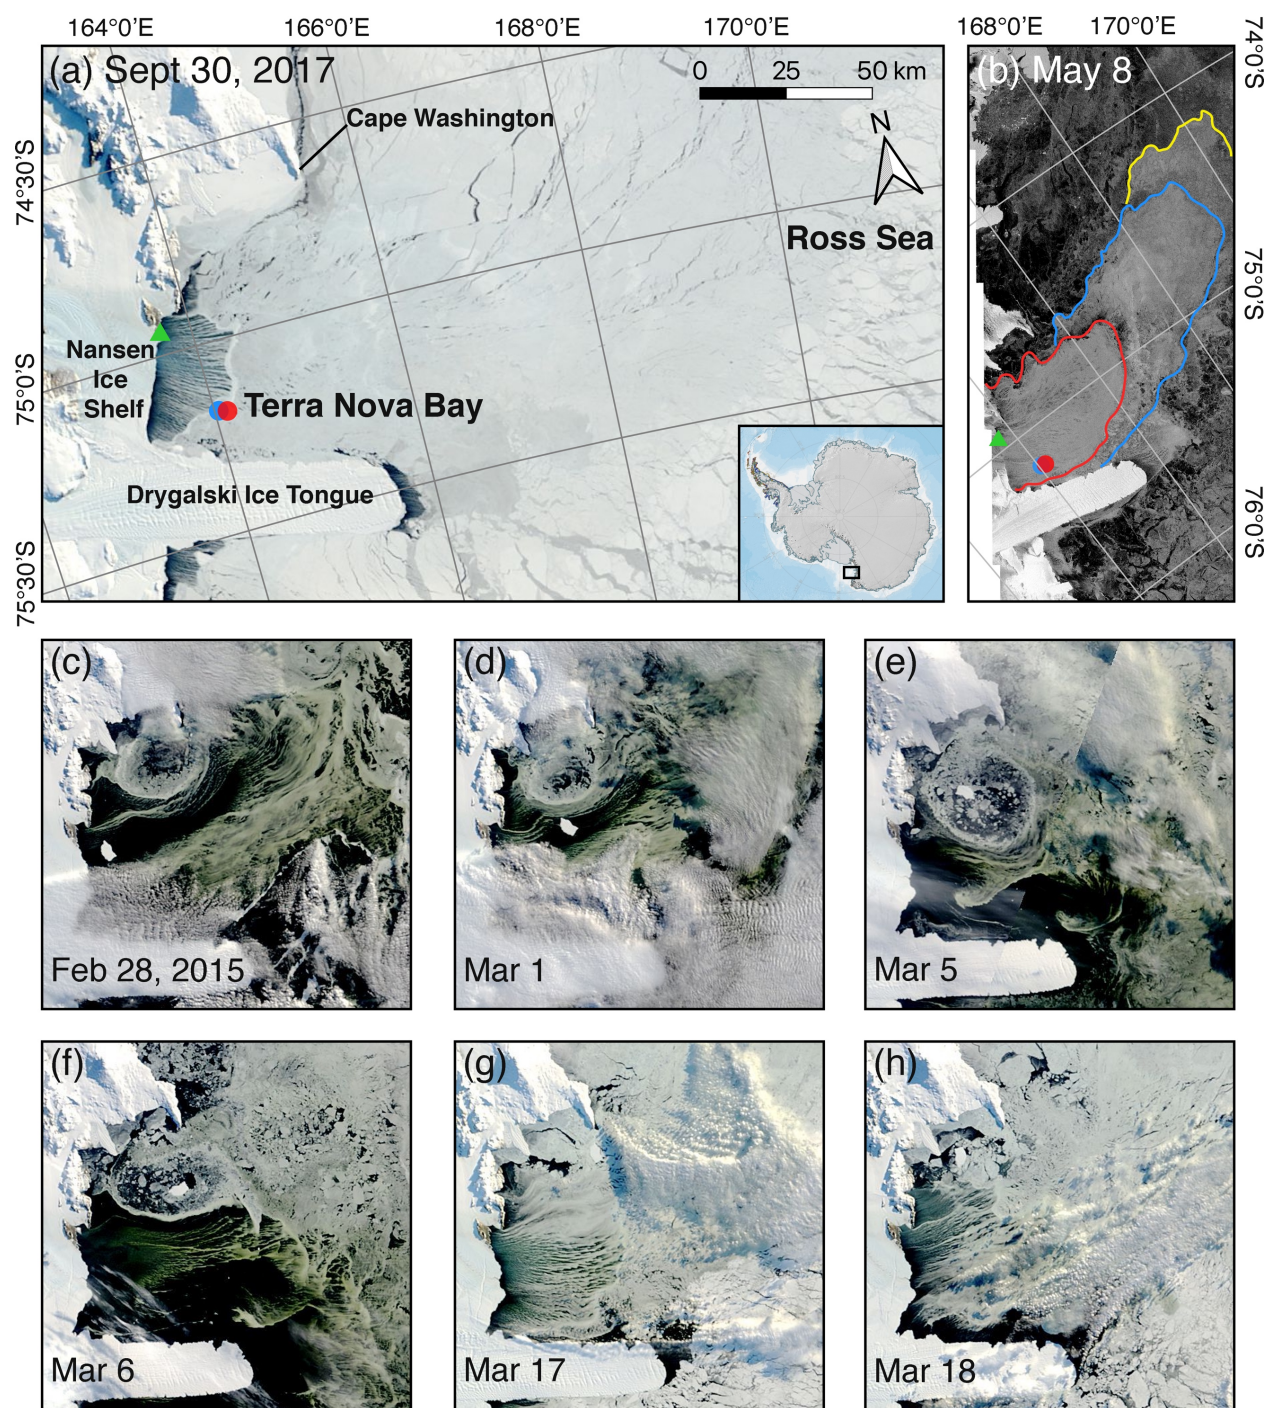 164°0'E 166°0'E 168°0'E 170°0'E
168°0'E 170°0'E
(a) Sept 30, 2017
Cape Washington
0 25 50 km
N
Ross Sea
Nansen
Ice
Shelf
Terra Nova Bay
Drygalski Ice Tongue
74°30'S
75°0'S
75°30'S
(b) May 8
74°0'S
75°0'S
76°0'S
(c)
Feb 28, 2015
(d)
Mar 1
(e)
Mar 5
(f)
Mar 6
(g)
Mar 17
(h)
Mar 18